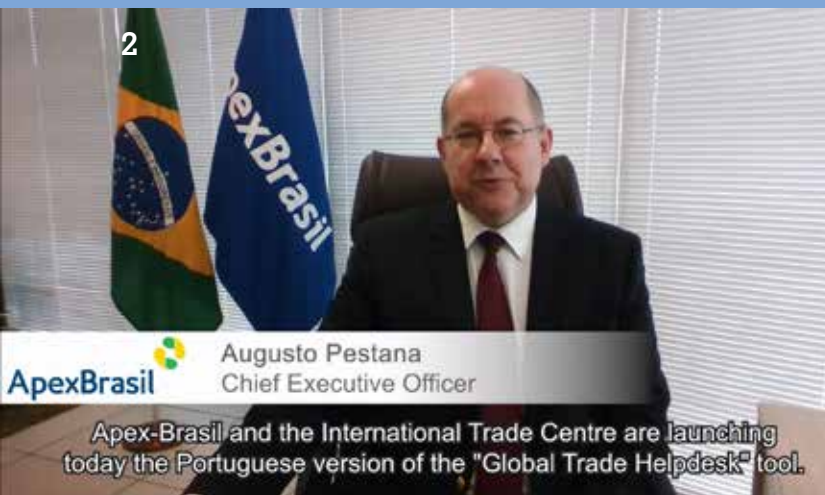 2
pexBrasil
ApexBrasil
Augusto Pestana
Chief Executive Officer
Apex-Brasil and the International Trade Centre are launching
today the Portuguese version of the "Global Trade Helpdesk" tool.